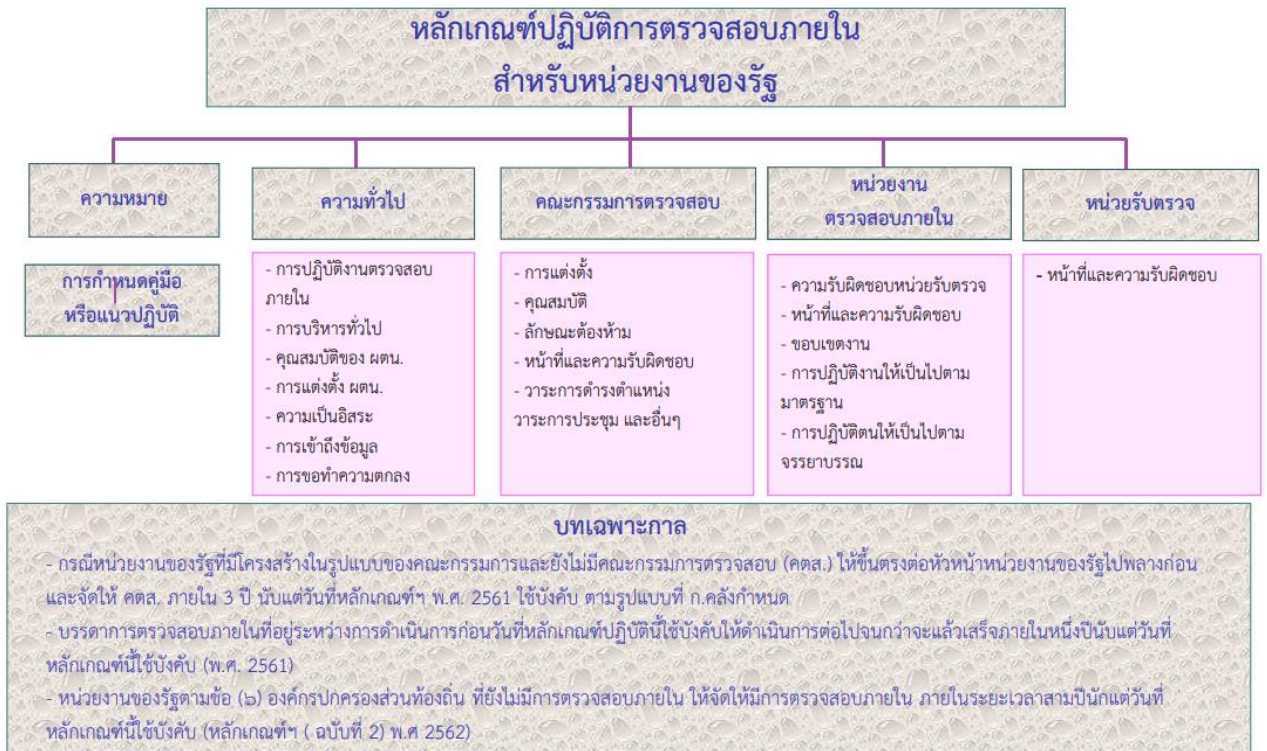 หลักเกณฑ์ปฏิบัติการตรวจสอบภายใน
สำหรับหน่วยงานของรัฐ
ความหมาย
การกำหนดคู่มือ
หรือแนวปฏิบัติ
ความทั่วไป
- การปฏิบัติงานตรวจสอบ
ภายใน
- การบริหารทั่วไป
- คุณสมบัติของ ผตน.
- การแต่งตั้ง ผตน.
- ความเป็นอิสระ
- การเข้าถึงข้อมูล
- การขอทำความตกลง
คณะกรรมการตรวจสอบ
- การแต่งตั้ง
- คุณสมบัติ
- ลักษณะต้องห้าม
- หน้าที่และความรับผิดชอบ
- วาระการดำรงตำแหน่ง
วาระการประชุม และอื่นๆ
หน่วยงาน
ตรวจสอบภายใน
- ความรับผิดชอบหน่วยรับตรวจ
- หน้าที่และความรับผิดชอบ
- ขอบเขตงาน
- การปฏิบัติงานให้เป็นไปตาม
มาตรฐาน
- การปฏิบัติตนให้เป็นไปตาม
จรรยาบรรณ
หน่วยรับตรวจ
- หน้าที่และความรับผิดชอบ
บทเฉพาะกาล
- กรณีหน่วยงานของรัฐที่มีโครงสร้างในรูปแบบของคณะกรรมการและยังไม่มีคณะกรรมการตรวจสอบ (คตส.) ให้ขึ้นตรงต่อหัวหน้าหน่วยงานของรัฐไปพลางก่อน
และจัดให้ คตส. ภายใน 3 ปี นับแต่วันที่หลักเกณฑ์ฯ พ.ศ. 2561 ใช้บังคับ ตามรูปแบบที่ ก.คลังกำหนด
- บรรดาการตรวจสอบภายในที่อยู่ระหว่างการดำเนินการก่อนวันที่หลักเกณฑ์ปฏิบัตินี้ใช้บังคับให้ดำเนินการต่อไปจนกว่าจะแล้วเสร็จภายในหนึ่งปีนับแต่วันที่
หลักเกณฑ์นี้ใช้บังคับ (พ.ศ. 2561)
- หน่วยงานของรัฐตามข้อ (๖) องค์กรปกครองส่วนท้องถิ่น ที่ยังไม่มีการตรวจสอบภายใน ให้จัดให้มีการตรวจสอบภายใน ภายในระยะเวลาสามปีนักแต่วันที่
หลักเกณฑ์นี้ใช้บังคับ (หลักเกณฑ์ฯ ( ฉบับที่ 2) พ.ศ 2562)